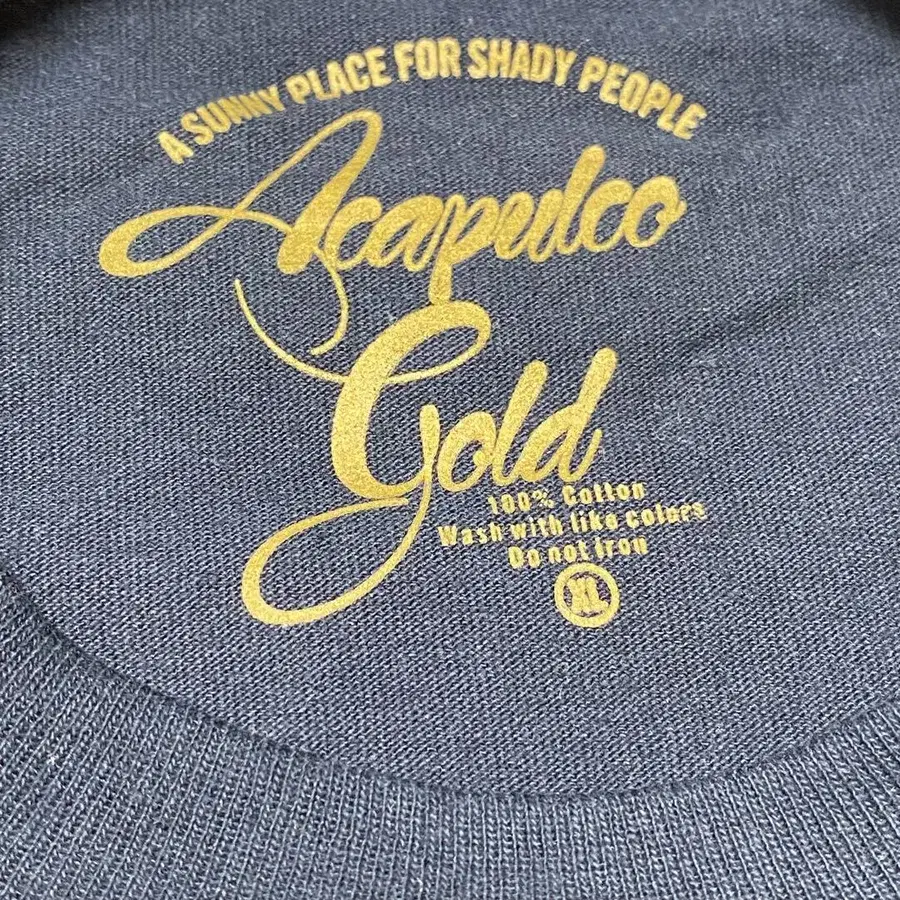 A SUNNY PLACE FOR SHADY PEOPLE
Acapulco
Gold
100% Cotton
Wash with like colors
Do not Iron
XL